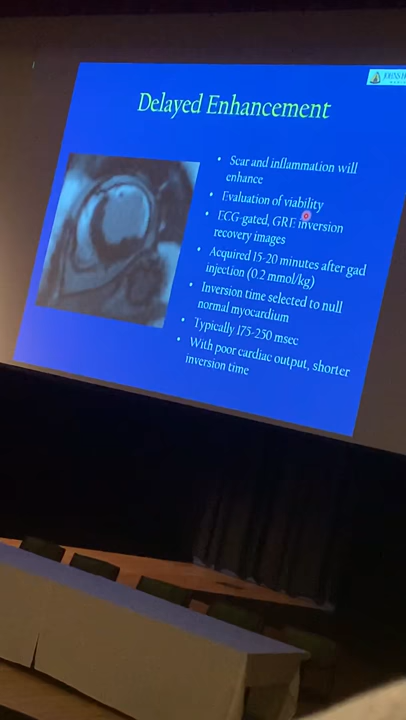 JOHNS H
Delayed Enhancement
• Scar and inflammation will
enhance
• Evaluation of viability
• ECG-gated, GRE inversion
recovery images
• Acquired 15-20 minutes after gad
injection (0.2 mmol/kg)
• Inversion time selected to null
normal myocardium
• Typically 175-250 msec
• With poor cardiac output, shorter
inversion time